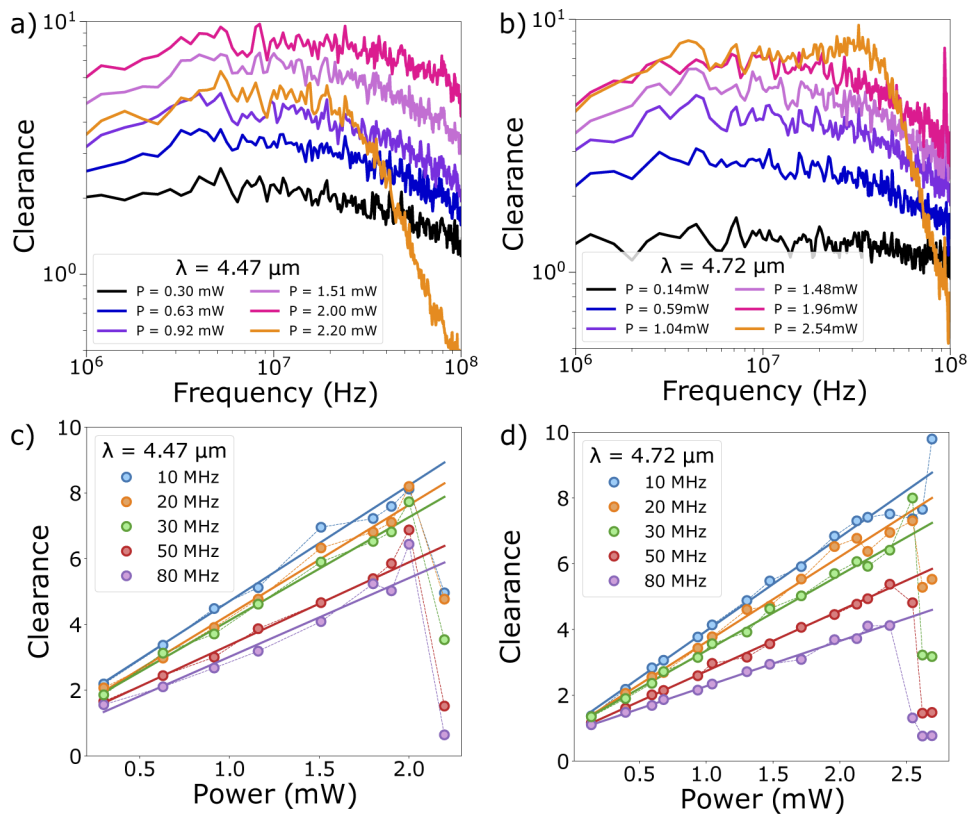 a)
10¹
10⁰
Clearance
λ = 4.47 μm
P = 0.30 mW
P = 0.63 mW
P = 0.92 mW
P = 1.51 mW
P = 2.00 mW
P = 2.20 mW
10⁶
10⁷
10⁸
Frequency (Hz)
b)
10¹
10⁰
Clearance
λ = 4.72 μm
P = 0.14mW
P = 0.59mW
P = 1.04mW
P = 1.48mW
P = 1.96mW
P = 2.54mW
10⁶
10⁷
10⁸
Frequency (Hz)
c)
10
8
6
4
2
0
Clearance
λ = 4.47 μm
10 MHz
20 MHz
30 MHz
50 MHz
80 MHz
0.5
1.0
1.5
2.0
Power (mW)
d)
10
8
6
4
2
0
Clearance
λ = 4.72 μm
10 MHz
20 MHz
30 MHz
50 MHz
80 MHz
0.5
1.0
1.5
2.0
2.5
Power (mW)